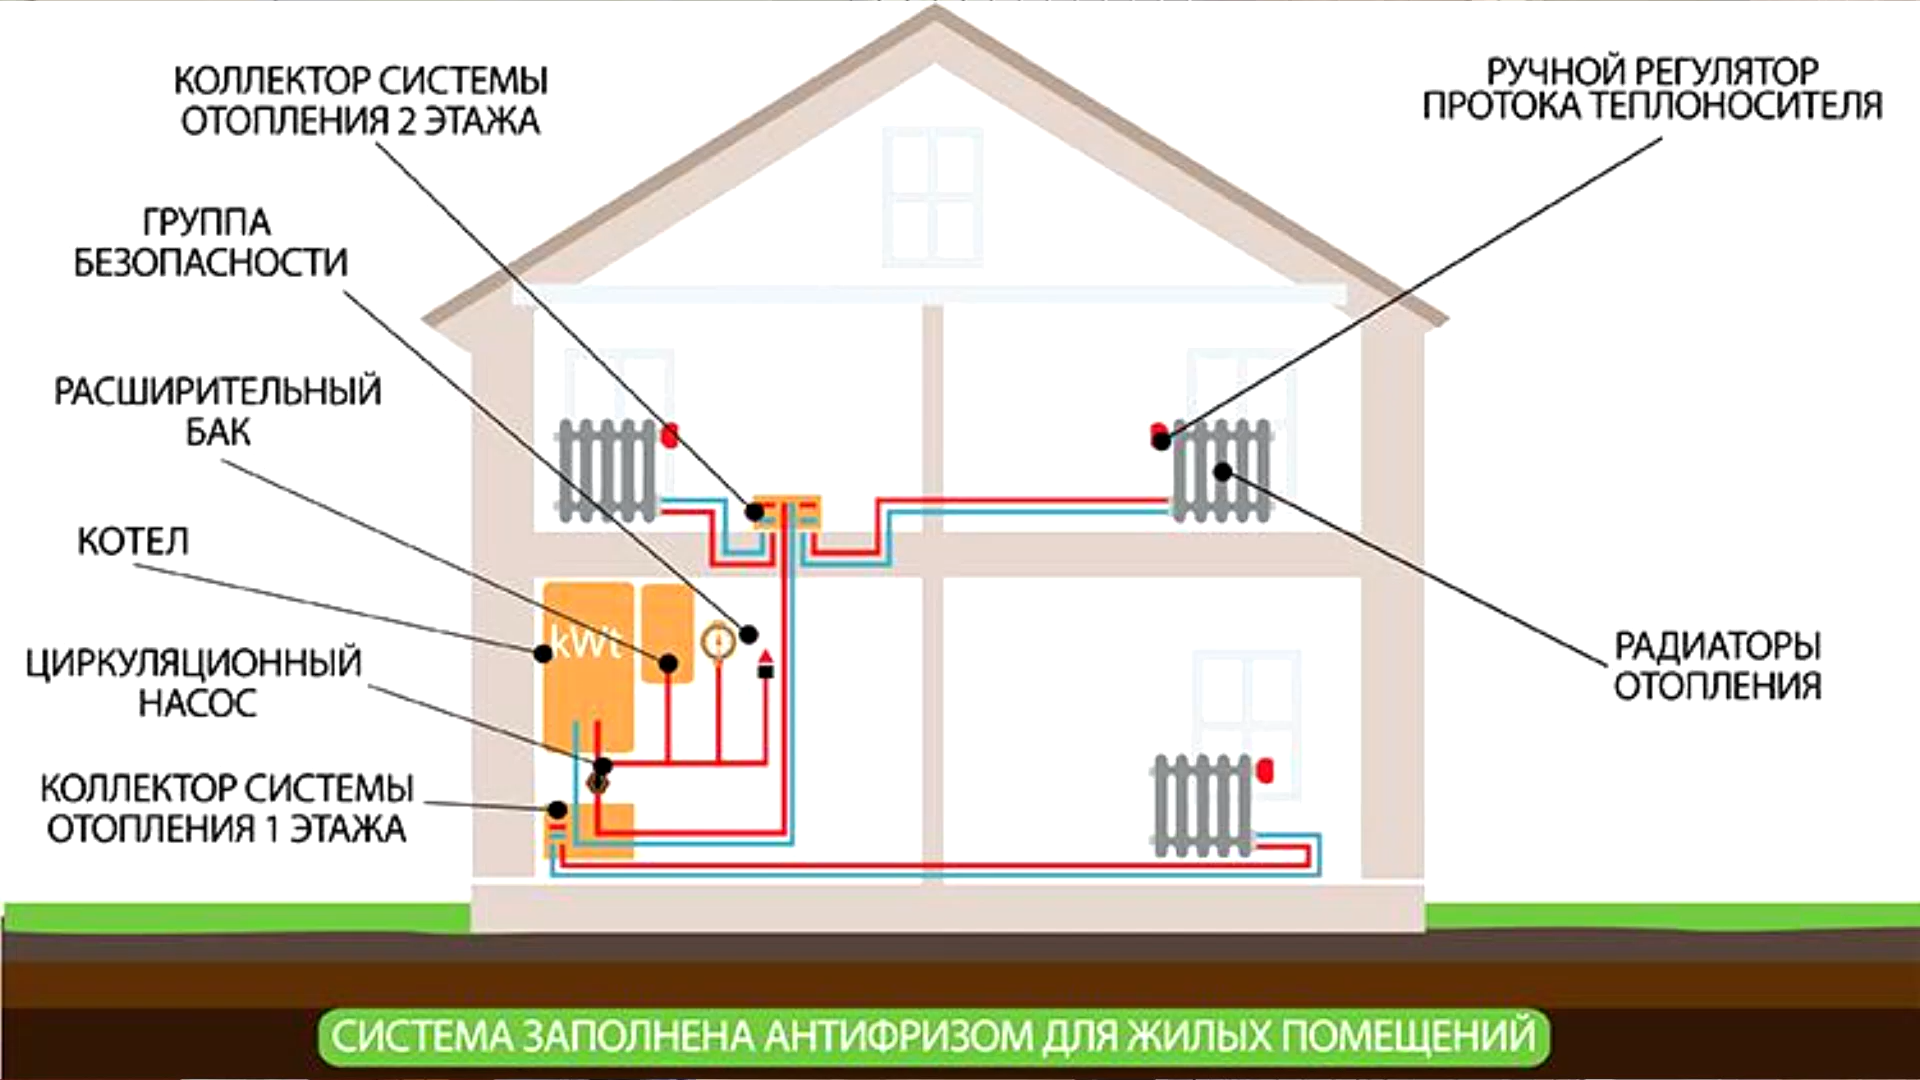 КОЛЛЕКТОР СИСТЕМЫ
ОТОПЛЕНИЯ 2 ЭТАЖА
РУЧНОЙ РЕГУЛЯТОР
ПРОТОКА ТЕПЛОНОСИТЕЛЯ
ГРУППА
БЕЗОПАСНОСТИ
РАСШИРИТЕЛЬНЫЙ
БАК
КОТЕЛ
kWt
ЦИРКУЛЯЦИОННЫЙ
НАСОС
РАДИАТОРЫ
ОТОПЛЕНИЯ
КОЛЛЕКТОР СИСТЕМЫ
ОТОПЛЕНИЯ 1 ЭТАЖА
СИСТЕМА ЗАПОЛНЕНА АНТИФРИЗОМ ДЛЯ ЖИЛЫХ ПОМЕЩЕНИЙ